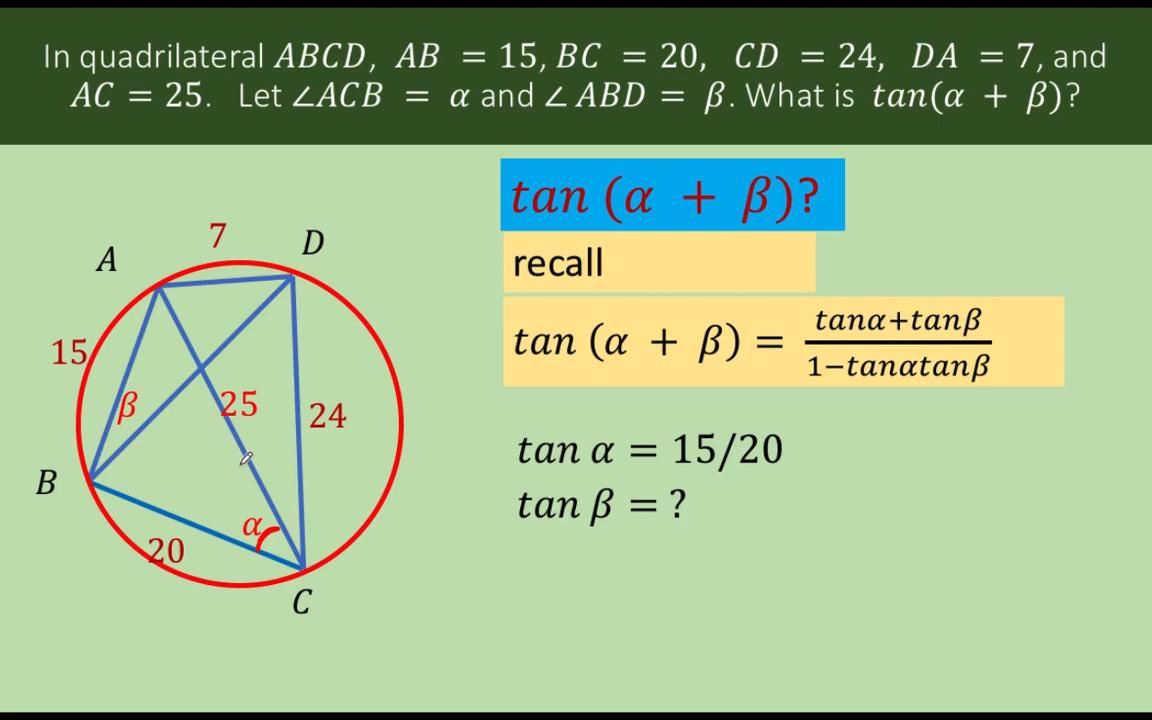 In quadrilateral ABCD, AB = 15, BC = 20, CD = 24, DA = 7, and
AC = 25. Let ∠ACB = α and ∠ABD = β. What is tan(α + β)?
tan (α + β)?
recall
tan (α + β) = (tanα+tanβ)/(1−tanαtanβ)
tan α = 15/20
tan β = ?
7
A
D
15
β
25
24
B
α
20
C